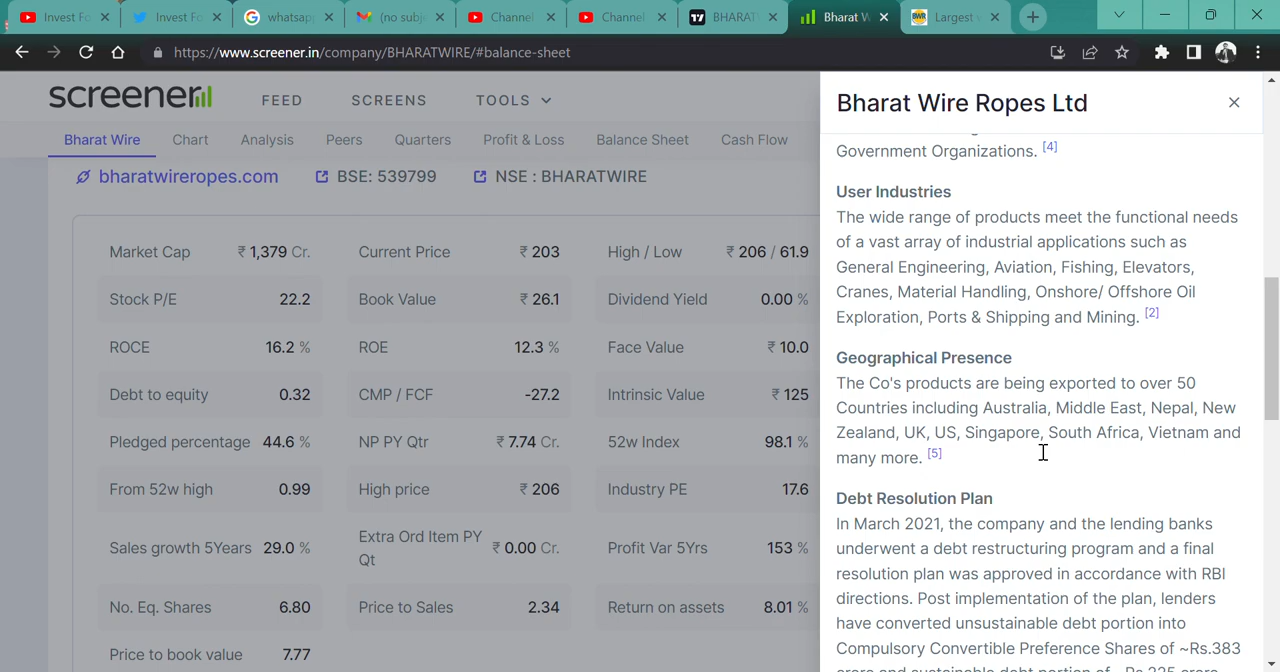 Invest Fo
Invest Fo
whatsap
(no subj
Channel
Channel
BHARAT
Bharat W
Largest v
https://www.screener.in/company/BHARATWIRE/#balance-sheet
screener
FEED
SCREENS
TOOLS
Bharat Wire
Chart
Analysis
Peers
Quarters
Profit & Loss
Balance Sheet
Cash Flow
bharatwireropes.com
BSE: 539799
NSE : BHARATWIRE
Market Cap ₹ 1,379 Cr.
Current Price ₹ 203
High / Low ₹ 206 / 61.9
Stock P/E 22.2
Book Value ₹ 26.1
Dividend Yield 0.00 %
ROCE 16.2 %
ROE 12.3 %
Face Value ₹ 10.0
Debt to equity 0.32
CMP / FCF -27.2
Intrinsic Value ₹ 125
Pledged percentage 44.6 %
NP PY Qtr ₹ 7.74 Cr.
52w Index 98.1 %
From 52w high 0.99
High price ₹ 206
Industry PE 17.6
Sales growth 5Years 29.0 %
Extra Ord Item PY
Qt
₹ 0.00 Cr.
Profit Var 5Yrs 153 %
No. Eq. Shares 6.80
Price to Sales 2.34
Return on assets 8.01 %
Price to book value 7.77
Bharat Wire Ropes Ltd
Government Organizations. [4]
User Industries
The wide range of products meet the functional needs
of a vast array of industrial applications such as
General Engineering, Aviation, Fishing, Elevators,
Cranes, Material Handling, Onshore/ Offshore Oil
Exploration, Ports & Shipping and Mining. [2]
Geographical Presence
The Co's products are being exported to over 50
Countries including Australia, Middle East, Nepal, New
Zealand, UK, US, Singapore, South Africa, Vietnam and
many more. [5]
Debt Resolution Plan
In March 2021, the company and the lending banks
underwent a debt restructuring program and a final
resolution plan was approved in accordance with RBI
directions. Post implementation of the plan, lenders
have converted unsustainable debt portion into
Compulsory Convertible Preference Shares of ~Rs.383